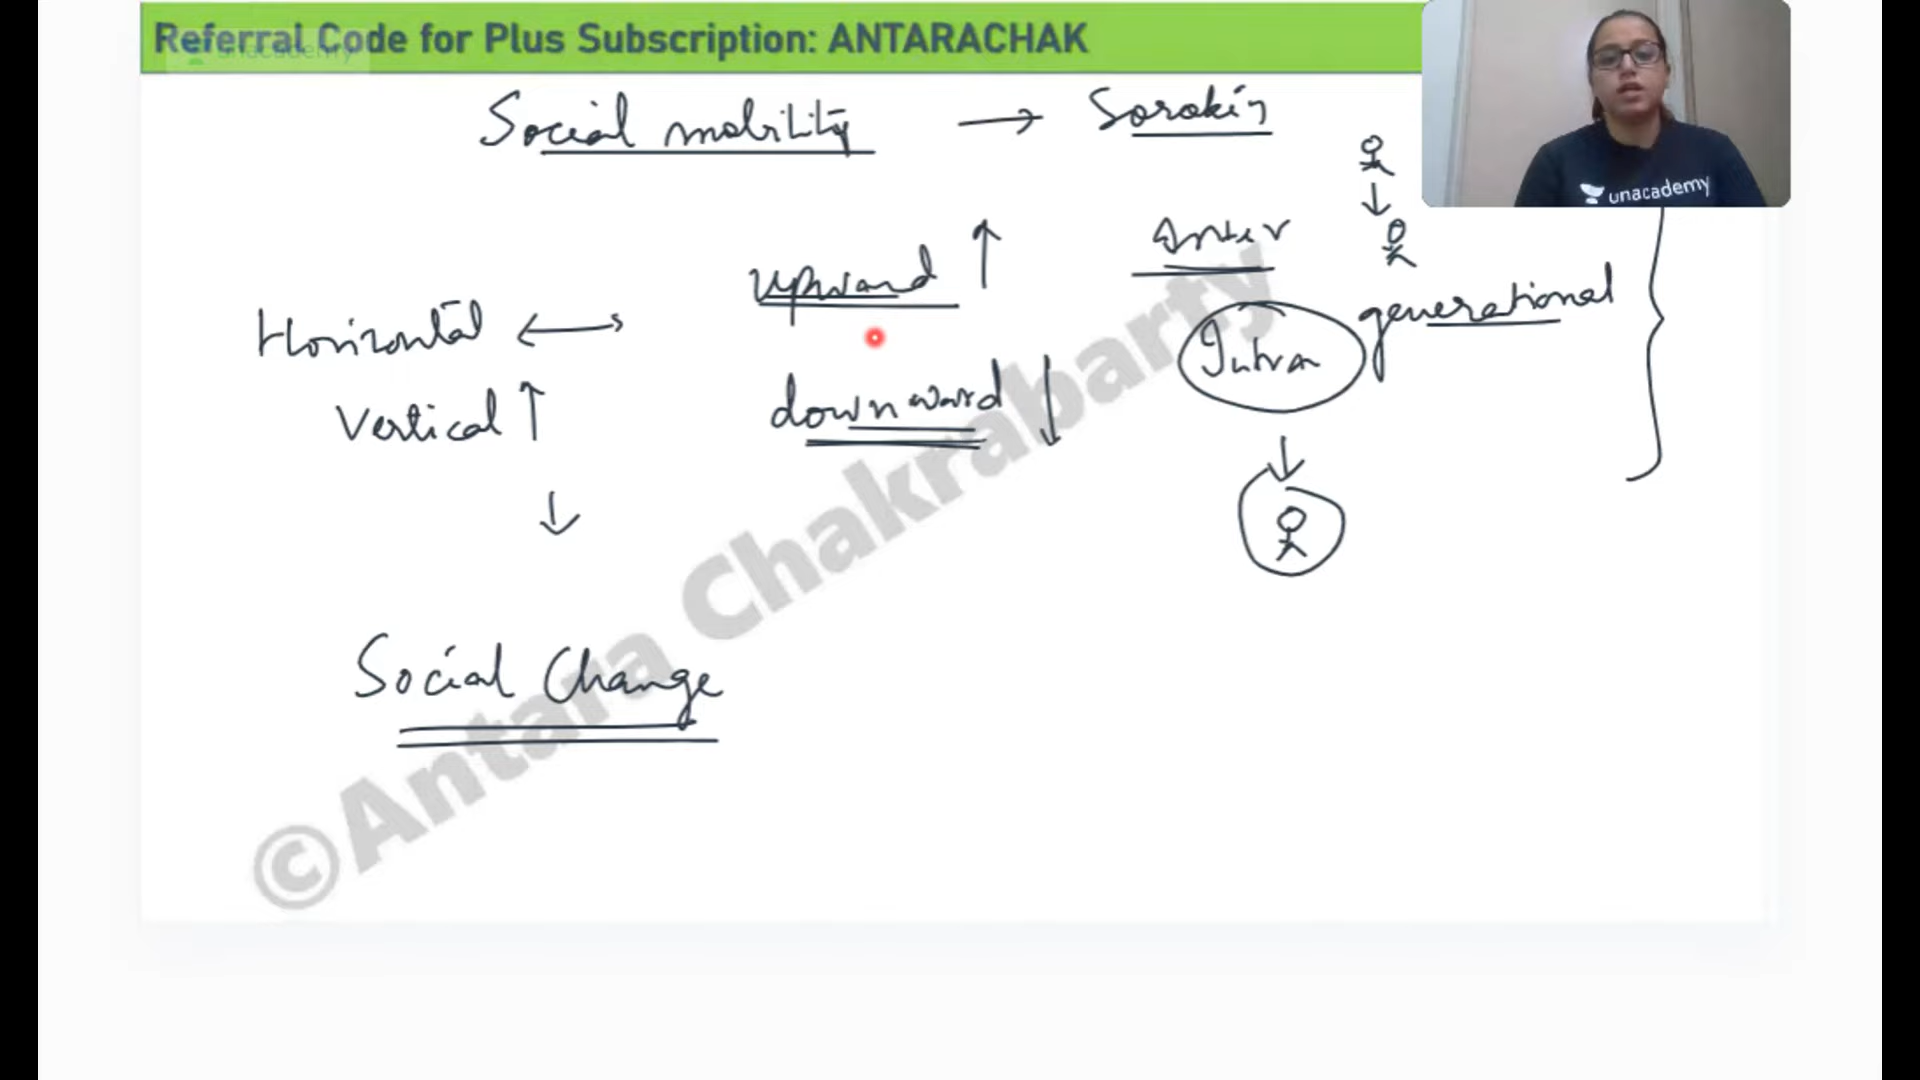 Referral Code for Plus Subscription: ANTARACHAK
unacademy
Social mobility → Sorokin
unacademy
Inter
Upward ↑
generational
Horizontal ↔
Intra
downward ↓
Vertical ↑
Social Change
©Antara Chakrabarty